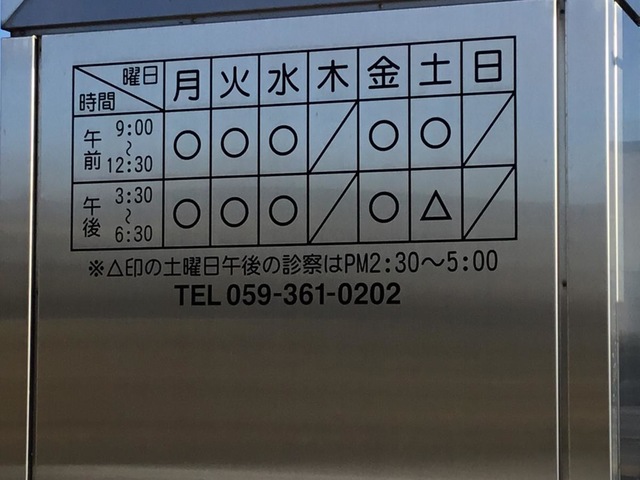 曜日 月 火 水 木 金 土 日
時間
午前 9:00～12:30 ○ ○ ○ ／ ○ ○ ／
午後 3:30～6:30 ○ ○ ○ ／ ○ △ ／
※△印の土曜日午後の診察はPM2:30～5:00
TEL 059-361-0202